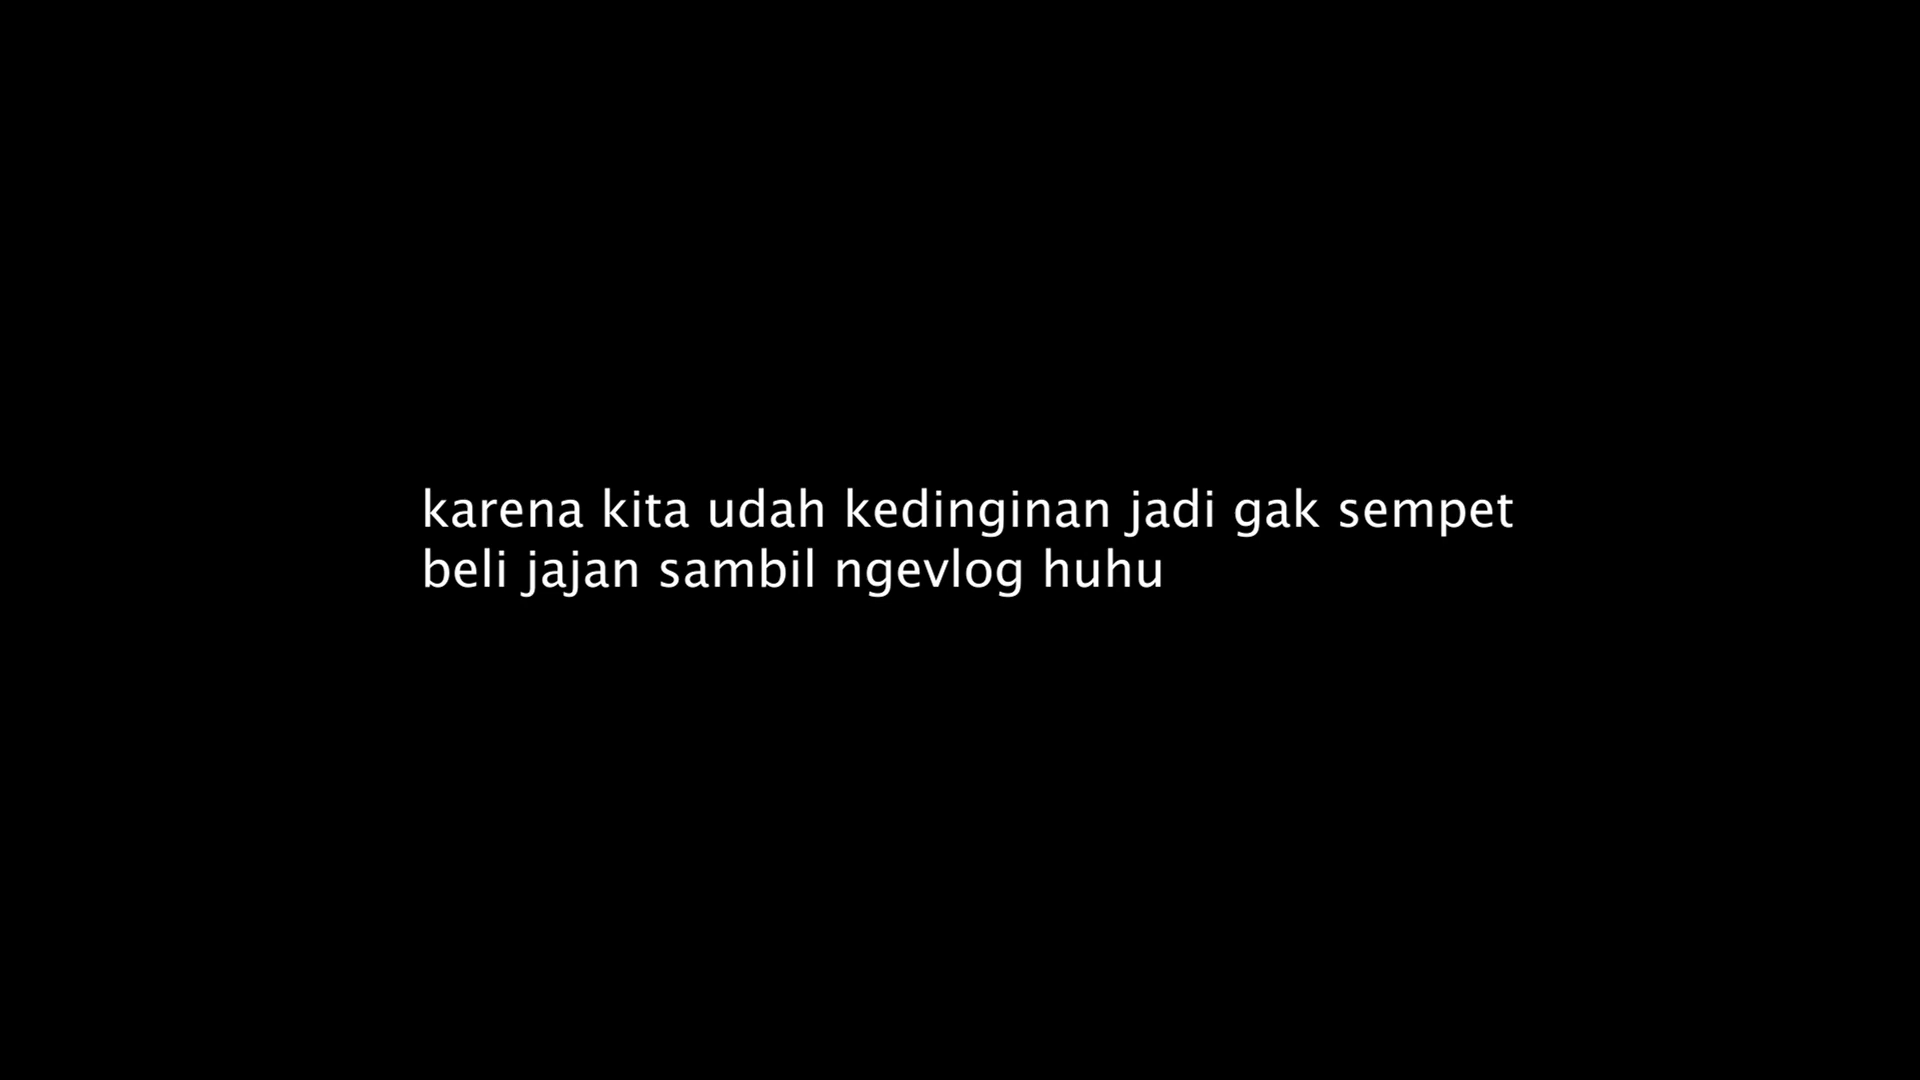 karena kita udah kedinginan jadi gak sempet
beli jajan sambil ngevlog huhu